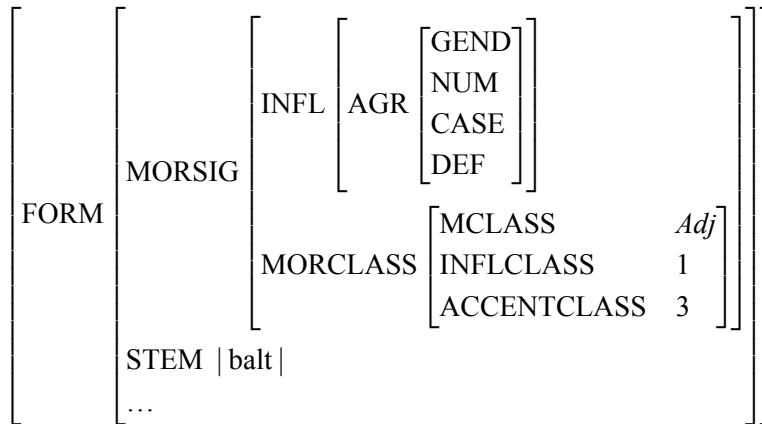 GEND
NUM
INFL AGR
CASE
DEF
MORSIG
FORM
MCLASS Adj
MORCLASS INFLCLASS 1
ACCENTCLASS 3
STEM | balt |
…